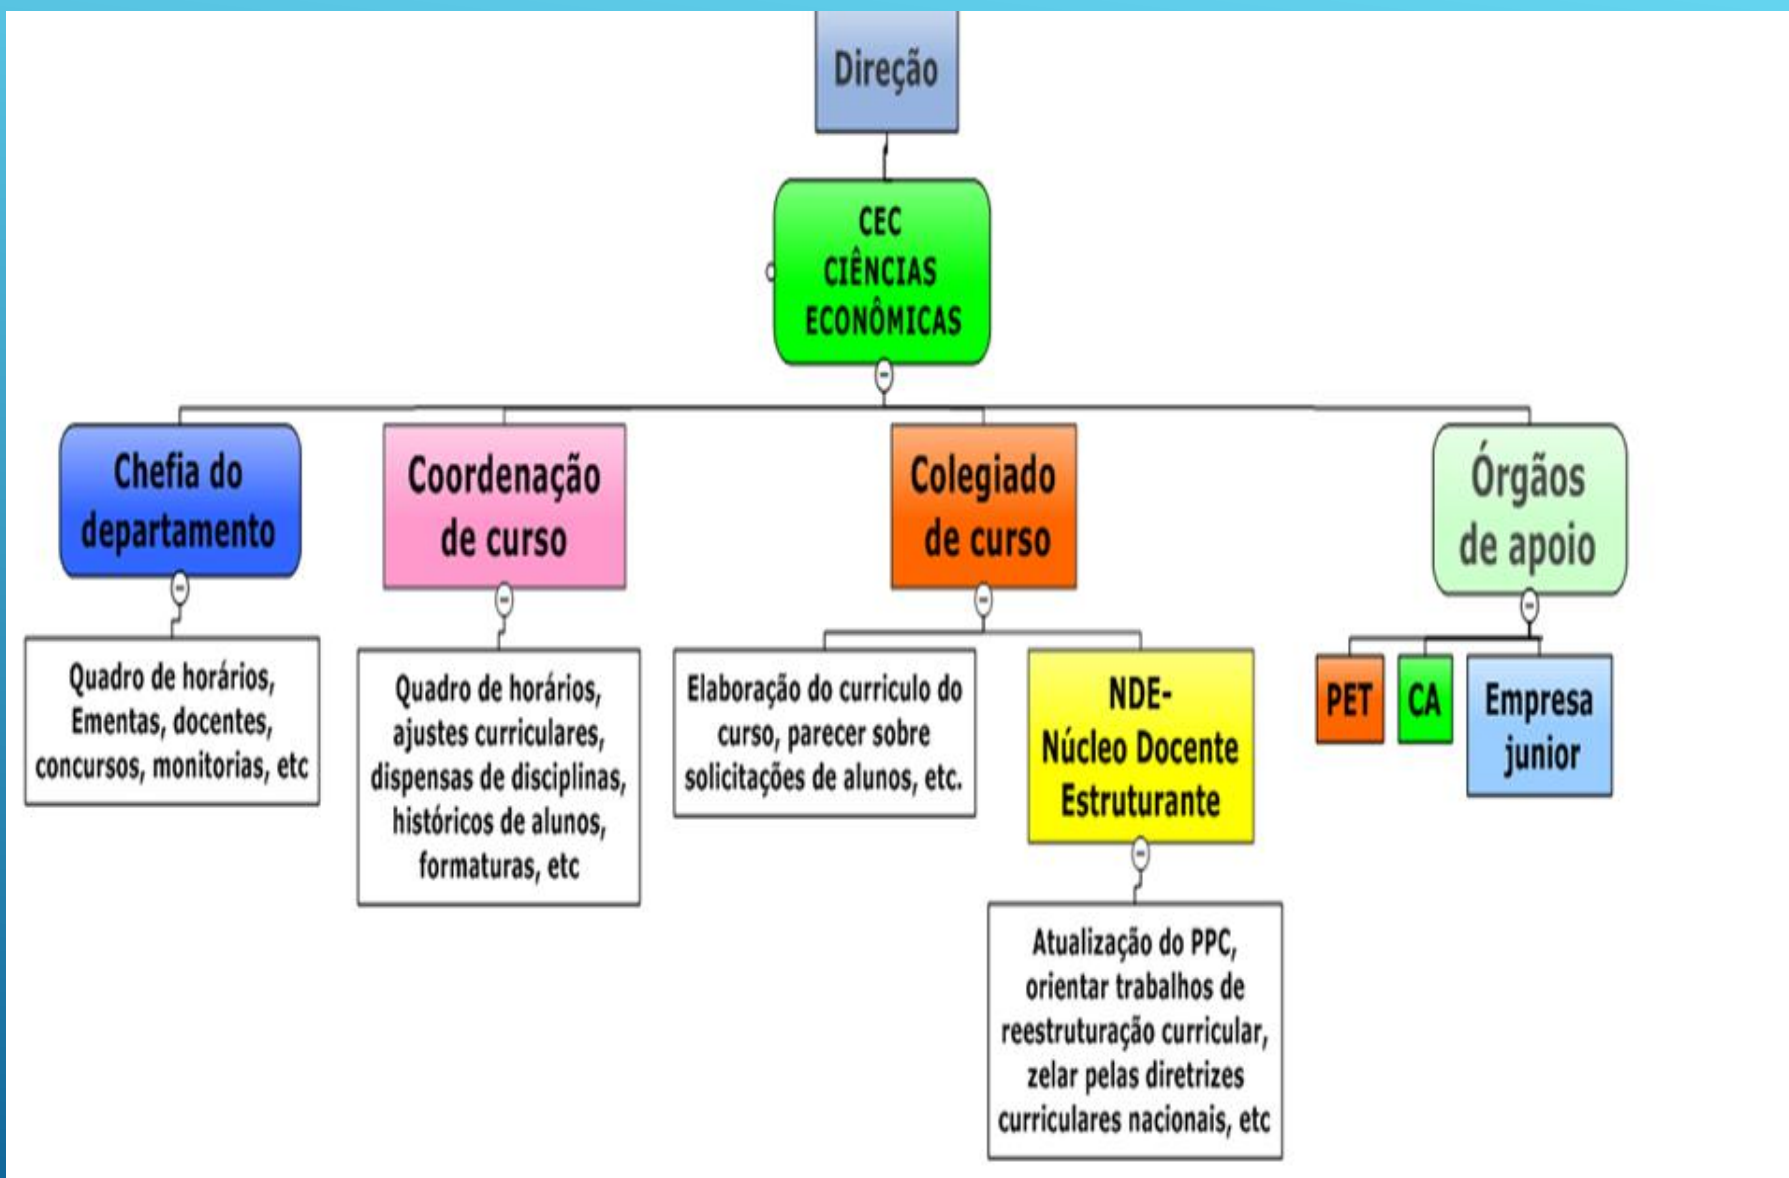 Direção
CEC
CIÊNCIAS
ECONÔMICAS
Chefia do
departamento
Quadro de horários,
Ementas, docentes,
concursos, monitorias, etc
Coordenação
de curso
Quadro de horários,
ajustes curriculares,
dispensas de disciplinas,
históricos de alunos,
formaturas, etc
Colegiado
de curso
Elaboração do curriculo do
curso, parecer sobre
solicitações de alunos, etc.
NDE-
Núcleo Docente
Estruturante
Atualização do PPC,
orientar trabalhos de
reestruturação curricular,
zelar pelas diretrizes
curriculares nacionais, etc
Órgãos
de apoio
PET
CA
Empresa
junior